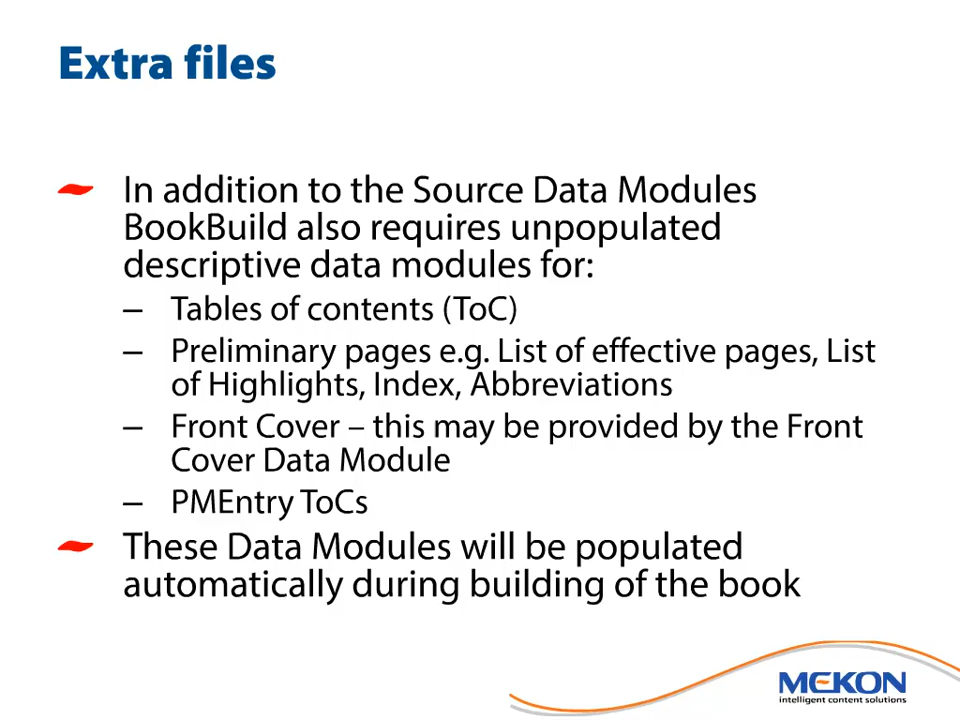 Extra files
In addition to the Source Data Modules
BookBuild also requires unpopulated
descriptive data modules for:
– Tables of contents (ToC)
– Preliminary pages e.g. List of effective pages, List
of Highlights, Index, Abbreviations
– Front Cover – this may be provided by the Front
Cover Data Module
– PMEntry ToCs
These Data Modules will be populated
automatically during building of the book
MEKON
intelligent content solutions